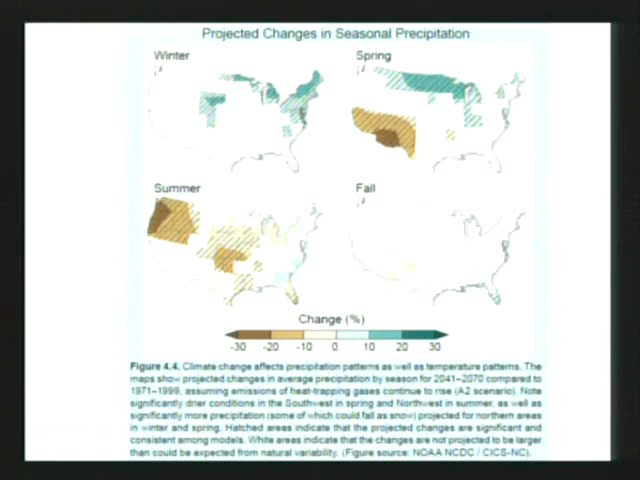 Projected Changes in Seasonal Precipitation
Winter
Spring
Summer
Fall
Change (%)
-30 -20 -10 0 10 20 30
Figure 4.4. Climate change affects precipitation patterns as well as temperature patterns. The
maps show projected changes in average precipitation by season for 2041–2070 compared to
1971–1999, assuming emissions of heat-trapping gases continue to rise (A2 scenario). Note
significantly drier conditions in the Southwest in spring and Northwest in summer, as well as
significantly more precipitation (some of which could fall as snow) projected for northern areas
in winter and spring. Hatched areas indicate that the projected changes are significant and
consistent among models. White areas indicate that the changes are not projected to be larger
than could be expected from natural variability. (Figure source: NOAA NCDC / CICS-NC).